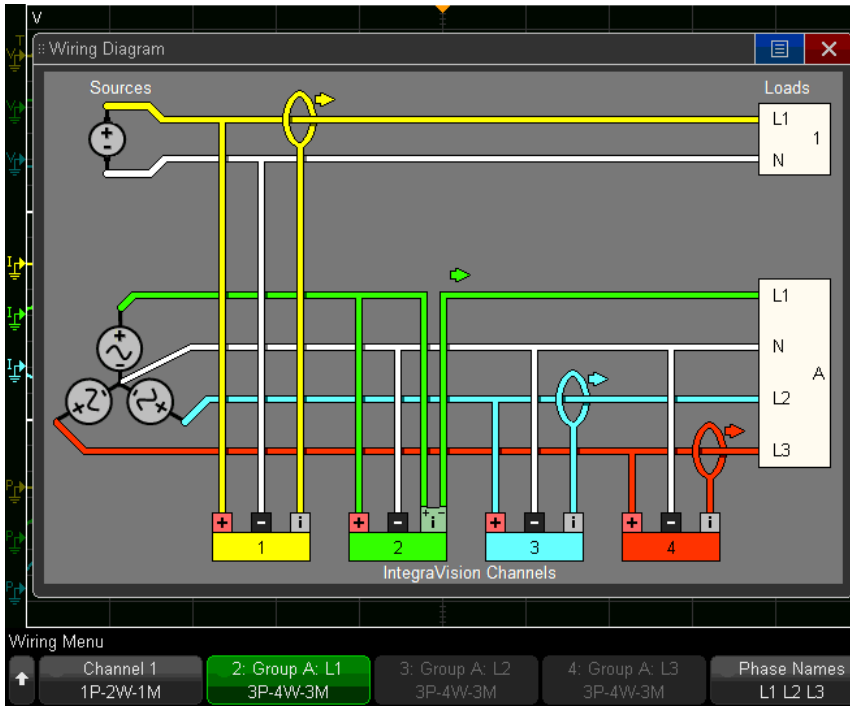 V
Wiring Diagram
Sources
Loads
+
-
L1
1
N
L1
+
-
N
A
L2
L3
I
I
I
V
V
V
P
P
P
+ - i
+ - + i -
+ - i
+ - i
1
2
3
4
IntegraVision Channels
Wiring Menu
Channel 1
2: Group A: L1
3: Group A: L2
4: Group A: L3
Phase Names
1P-2W-1M
3P-4W-3M
3P-4W-3M
3P-4W-3M
L1 L2 L3